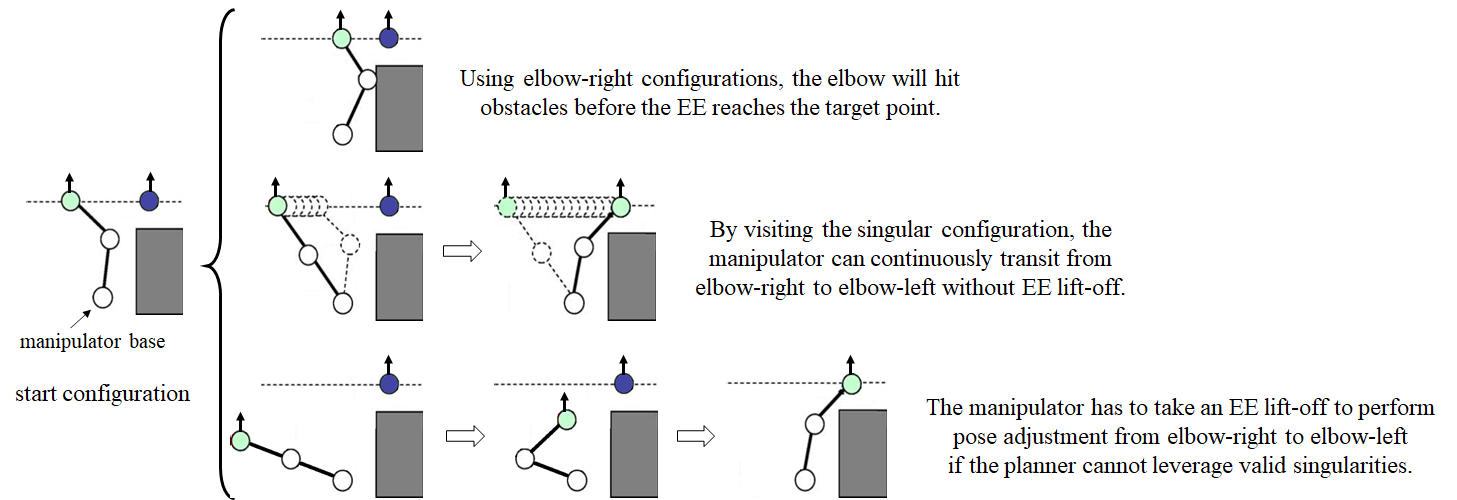 Using elbow-right configurations, the elbow will hit
obstacles before the EE reaches the target point.
By visiting the singular configuration, the
manipulator can continuously transit from
elbow-right to elbow-left without EE lift-off.
manipulator base
start configuration
The manipulator has to take an EE lift-off to perform
pose adjustment from elbow-right to elbow-left
if the planner cannot leverage valid singularities.